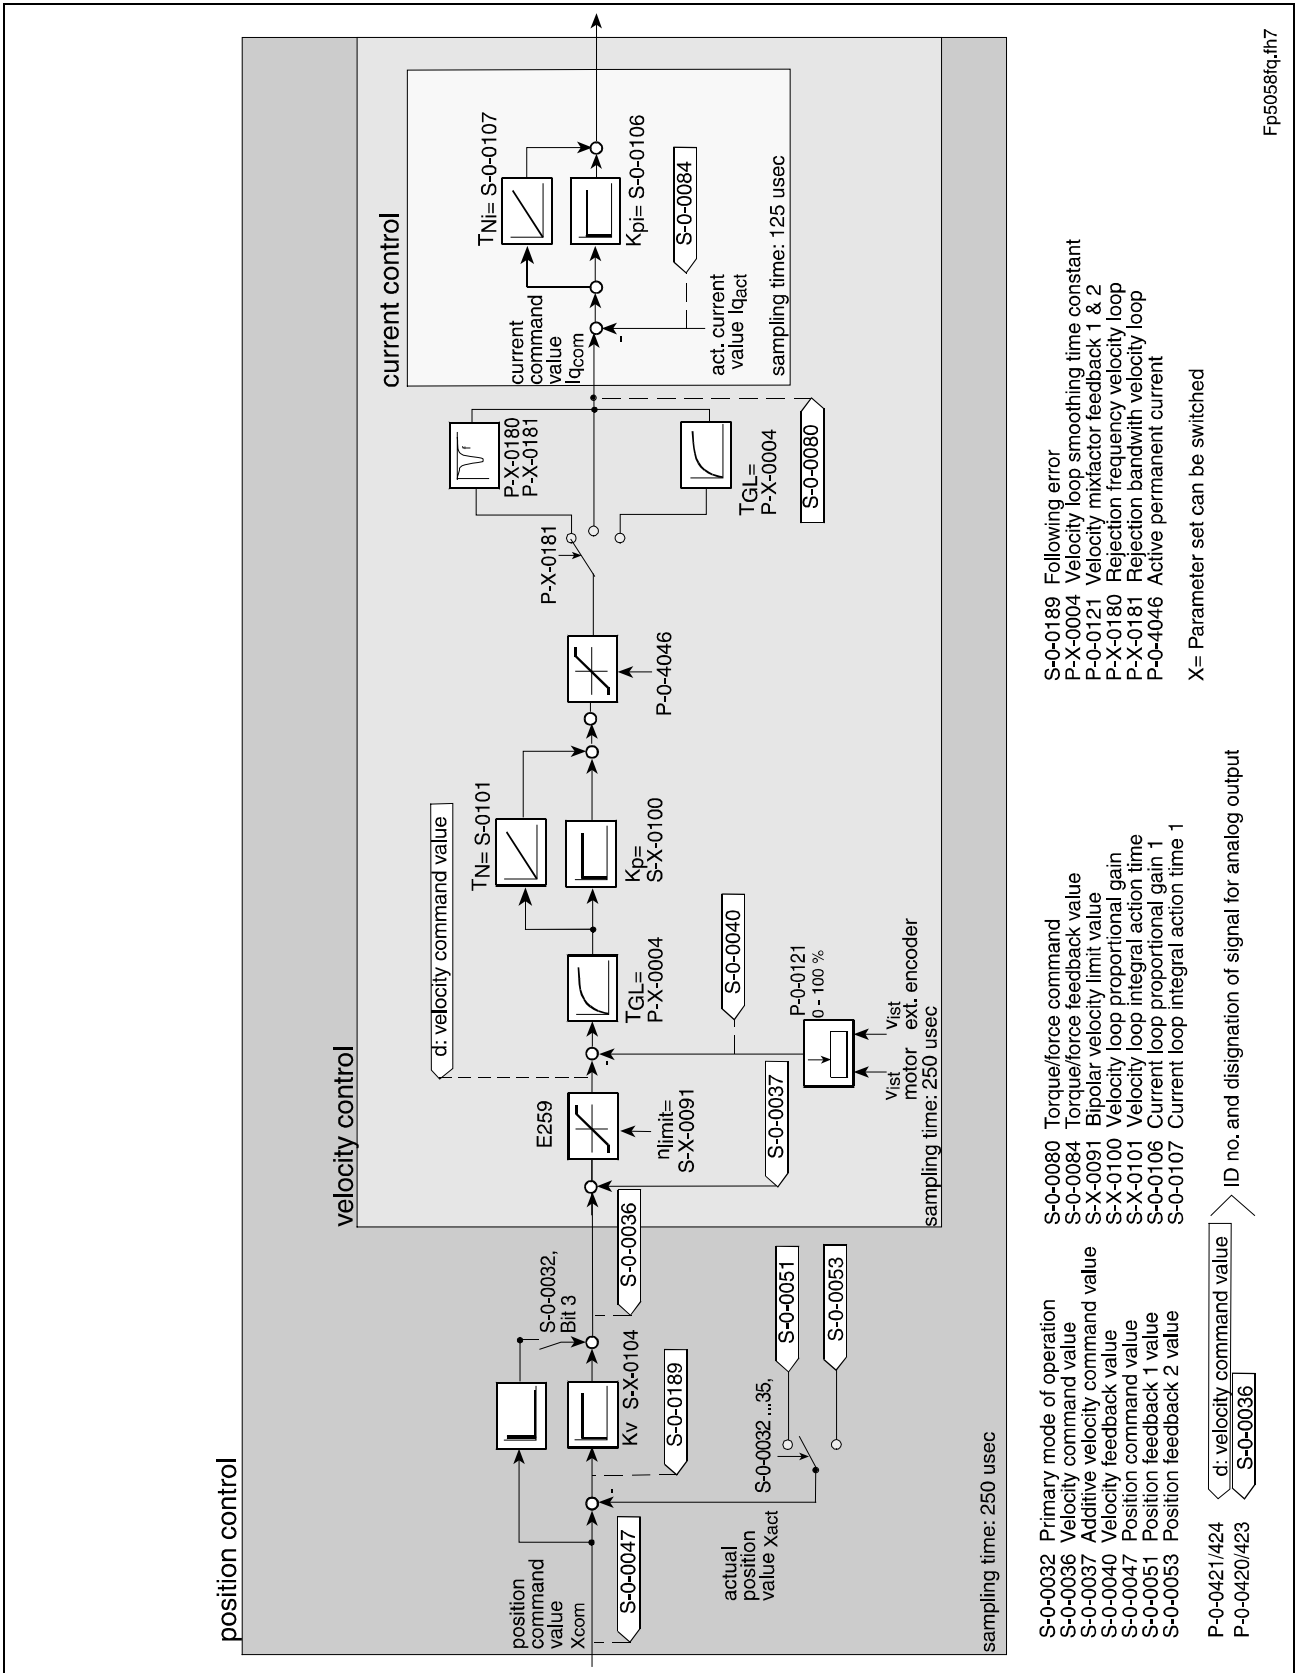 position control
position
command
value
Xcom
S-0-0047
S-0-0032,
Bit 3
Kv S-X-0104
S-0-0189
S-0-0036
actual
position
value xact
S-0-0032 ...35,
S-0-0051
S-0-0053
sampling time: 250 usec
velocity control
d: velocity command value
E259
nlimit=
S-X-0091
S-0-0037
TGL=
P-X-0004
TN= S-0101
Kp=
S-X-0100
S-0-0040
P-0-0121
0 - 100 %
vist
motor
vist
ext. encoder
sampling time: 250 usec
P-0-4046
P-X-0181
P-X-0180
P-X-0181
TGL=
P-X-0004
S-0-0080
current control
current
command
value
Iqcom
TNi= S-0-0107
Kpi= S-0-0106
S-0-0084
act. current
value Iqact
sampling time: 125 usec
S-0-0032 Primary mode of operation
S-0-0036 Velocity command value
S-0-0037 Additive velocity command value
S-0-0040 Velocity feedback value
S-0-0047 Position command value
S-0-0051 Position feedback 1 value
S-0-0053 Position feedback 2 value
S-0-0080 Torque/force command
S-0-0084 Torque/force feedback value
S-X-0091 Bipolar velocity limit value
S-X-0100 Velocity loop proportional gain
S-X-0101 Velocity loop integral action time
S-0-0106 Current loop proportional gain 1
S-0-0107 Current loop integral action time 1
S-0-0189 Following error
P-X-0004 Velocity loop smoothing time constant
P-0-0121 Velocity mixfactor feedback 1 & 2
P-X-0180 Rejection frequency velocity loop
P-X-0181 Rejection bandwith velocity loop
P-0-4046 Active permanent current
X= Parameter set can be switched
P-0-0421/424 d: velocity command value
P-0-0420/423 S-0-0036
ID no. and disignation of signal for analog output
Fp5058fq.fh7